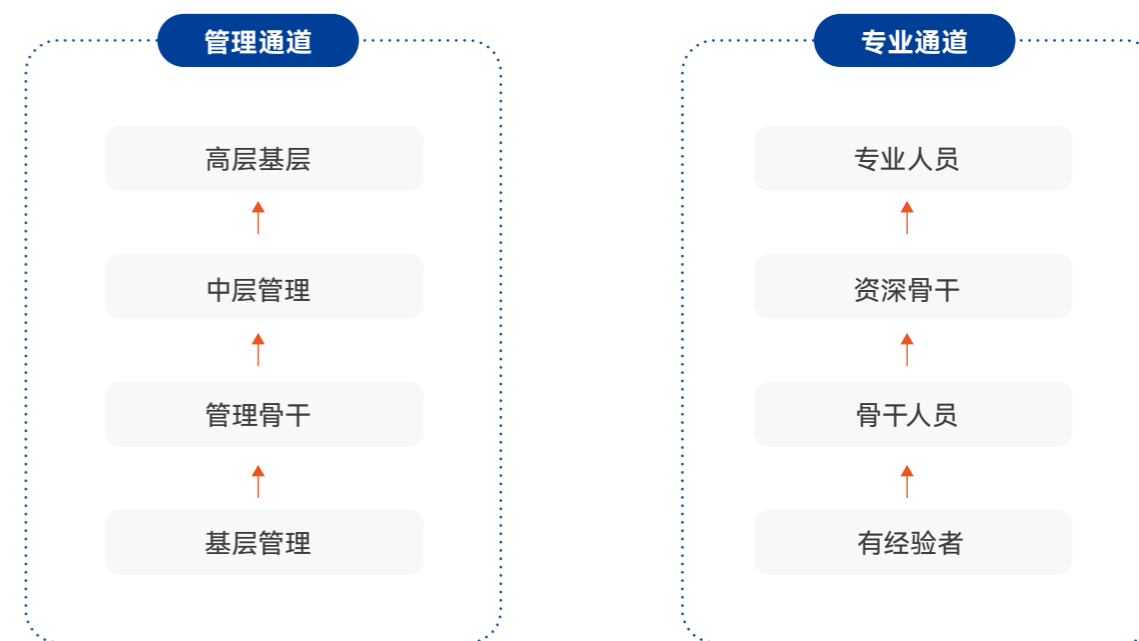 管理通道
高层基层
中层管理
管理骨干
基层管理
专业通道
专业人员
资深骨干
骨干人员
有经验者